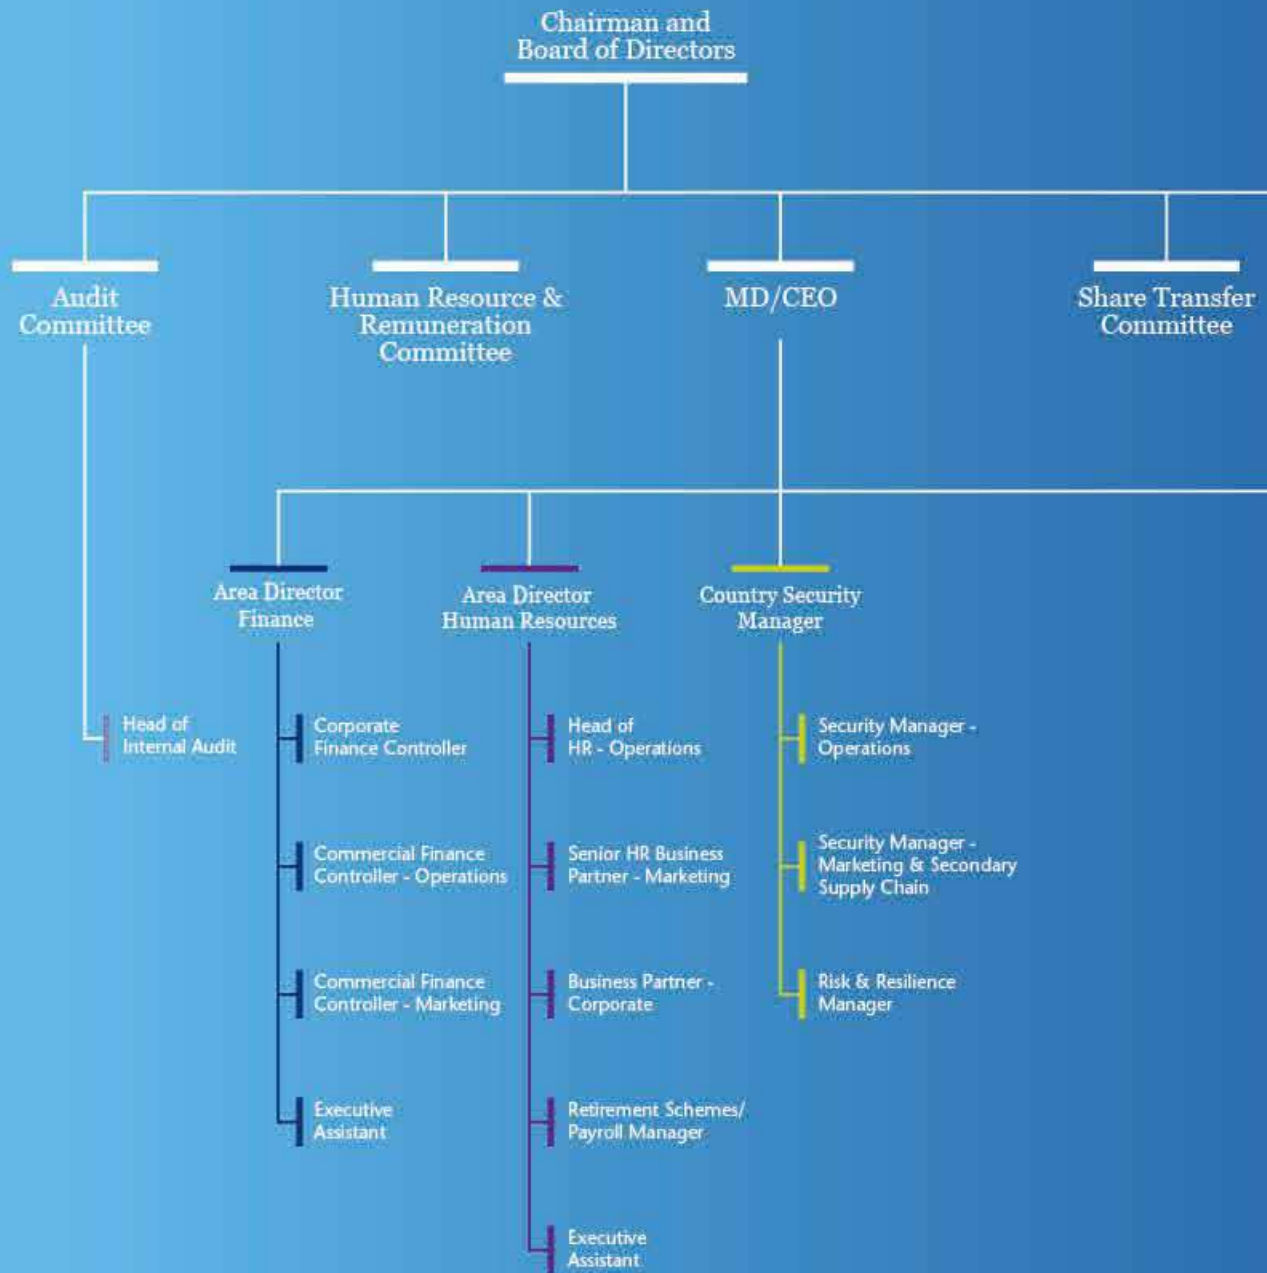 Chairman and
Board of Directors
Audit
Committee
Human Resource &
Remuneration
Committee
MD/CEO
Share Transfer
Committee
Area Director
Finance
Area Director
Human Resources
Country Security
Manager
Head of
Internal Audit
Corporate
Finance Controller
Commercial Finance
Controller - Operations
Commercial Finance
Controller - Marketing
Executive
Assistant
Head of
HR - Operations
Senior HR Business
Partner - Marketing
Business Partner -
Corporate
Retirement Schemes/
Payroll Manager
Executive
Assistant
Security Manager -
Operations
Security Manager -
Marketing & Secondary
Supply Chain
Risk & Resilience
Manager